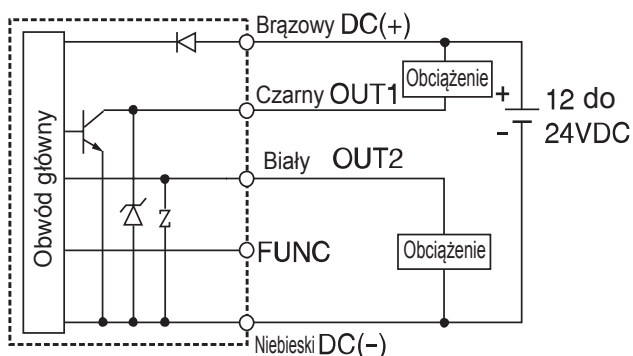 Brązowy DC(+)
Obciążenie
+
Czarny OUT1
12 do
24VDC
-
Biały OUT2
Obwód główny
FUNC
Obciążenie
Niebieski DC(-)